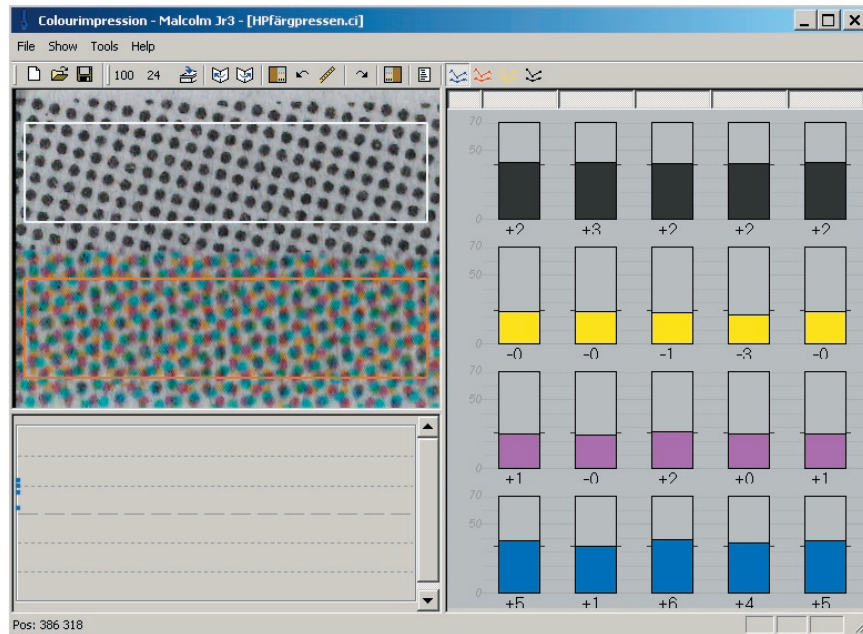 Colourimpression - Malcolm Jr3 - [HPfärgpressen.ci]
File Show Tools Help
100 24
70
50
0
+2 +3 +2 +2 +2
70
50
0
-0 -0 -1 -3 -0
70
50
0
+1 -0 +2 +0 +1
70
50
0
+5 +1 +6 +4 +5
Pos: 386 318